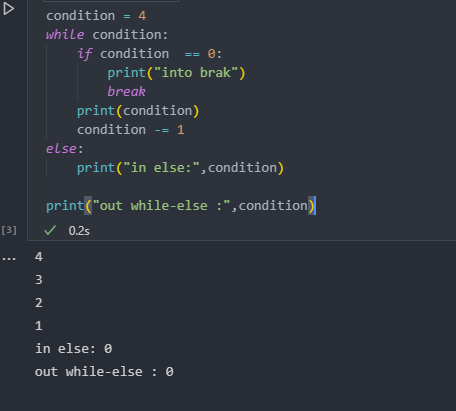 condition = 4
while condition:
    if condition  == 0:
        print("into brak")
        break
    print(condition)
    condition -= 1
else:
    print("in else:",condition)
print("out while-else :",condition)
[3]
0.2s
...
4
3
2
1
in else: 0
out while-else : 0